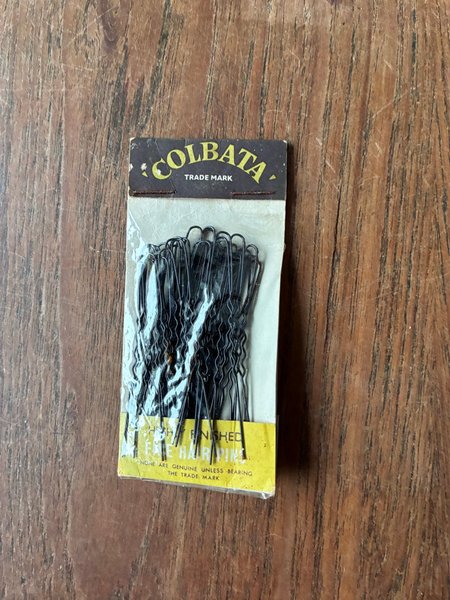 'COLBATA'
TRADE MARK
FINISHED
HAIR PINS
NONE ARE GENUINE UNLESS BEARING
THE TRADE MARK